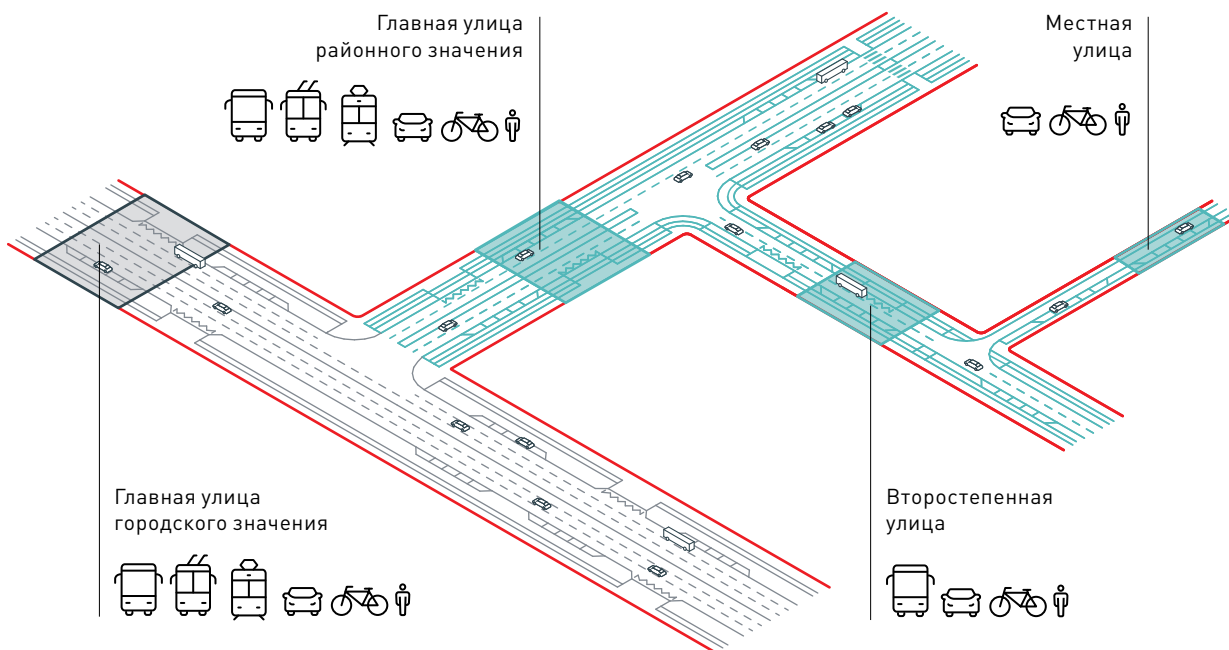 Главная улица
районного значения
Местная
улица
Главная улица
городского значения
Второстепенная
улица